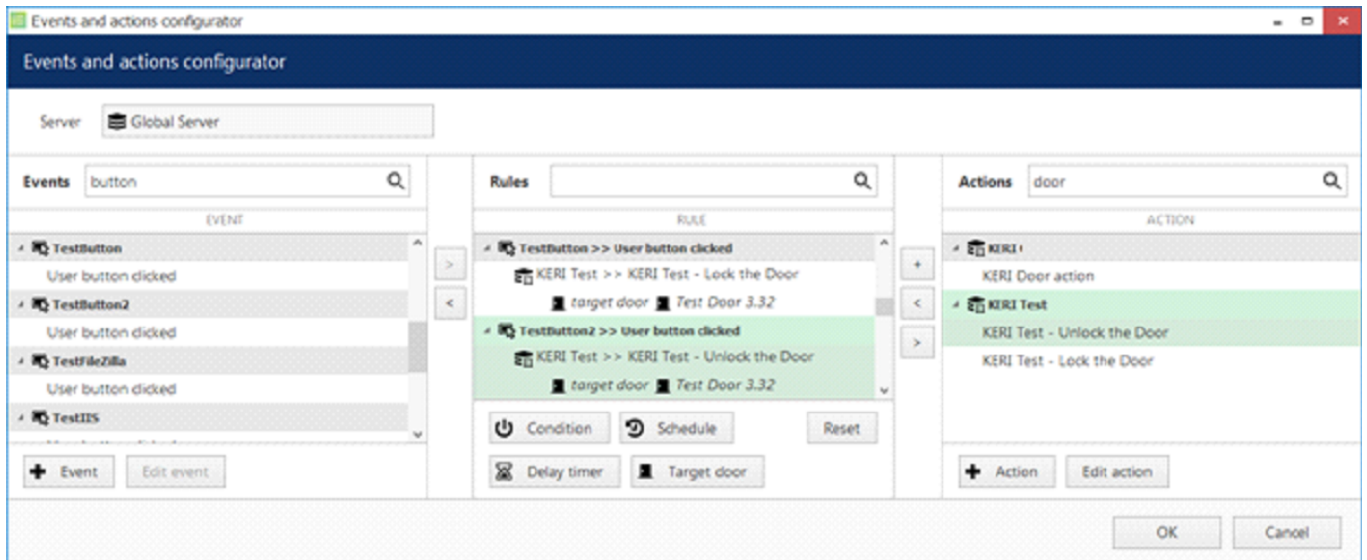 Events and actions configurator
Events and actions configurator
Server Global Server
Events button
EVENT
TestButton
User button clicked
TestButton2
User button clicked
TestFileZilla
User button clicked
TestIIS
+ Event Edit event
>
<
Rules
RULE
TestButton >> User button clicked
KERI Test >> KERI Test - Lock the Door
target door Test Door 3.32
TestButton2 >> User button clicked
KERI Test >> KERI Test - Unlock the Door
target door Test Door 3.32
Condition Schedule Reset
Delay timer Target door
+
<
>
Actions door
ACTION
KERI
KERI Door action
KERI Test
KERI Test - Unlock the Door
KERI Test - Lock the Door
+ Action Edit action
OK Cancel